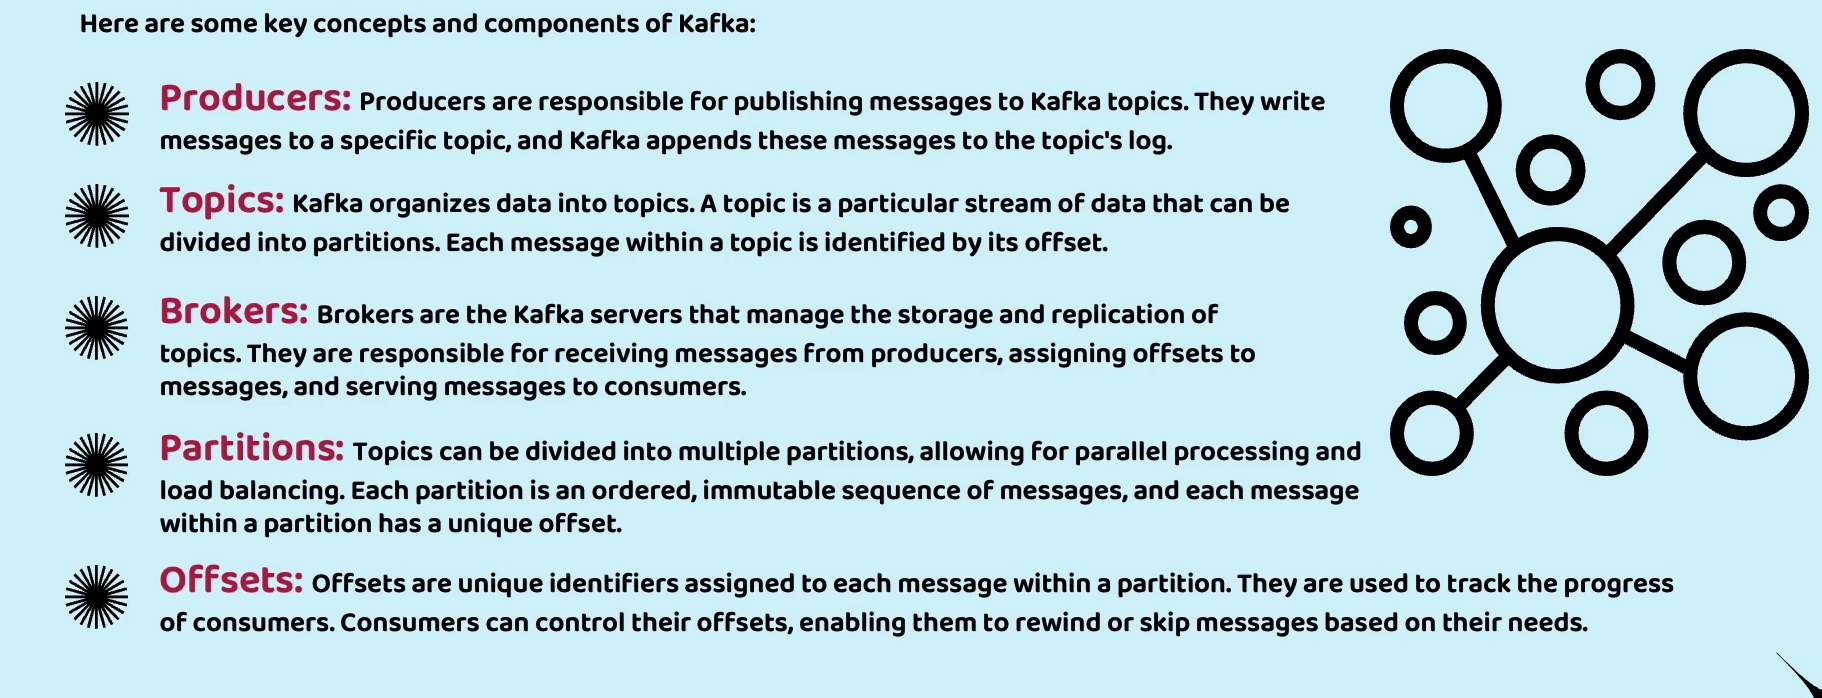 Here are some key concepts and components of Kafka:
Producers: Producers are responsible for publishing messages to Kafka topics. They write
messages to a specific topic, and Kafka appends these messages to the topic's log.
Topics: Kafka organizes data into topics. A topic is a particular stream of data that can be
divided into partitions. Each message within a topic is identified by its offset.
Brokers: Brokers are the Kafka servers that manage the storage and replication of
topics. They are responsible for receiving messages from producers, assigning offsets to
messages, and serving messages to consumers.
Partitions: Topics can be divided into multiple partitions, allowing for parallel processing and
load balancing. Each partition is an ordered, immutable sequence of messages, and each message
within a partition has a unique offset.
Offsets: Offsets are unique identifiers assigned to each message within a partition. They are used to track the progress
of consumers. Consumers can control their offsets, enabling them to rewind or skip messages based on their needs.